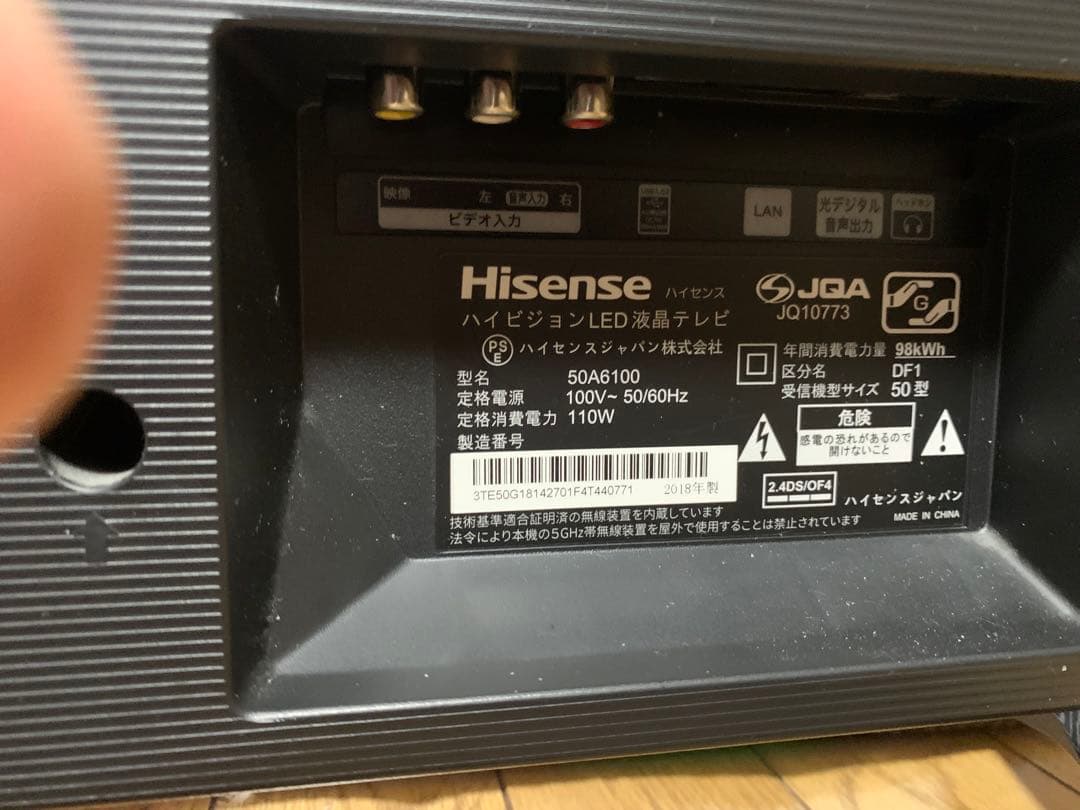 映像 左 音声入力 右
ビデオ入力
LAN
光デジタル
音声出力
ヘッドホン
Hisense ハイセンス
ハイビジョンLED液晶テレビ
PS
E
ハイセンスジャパン株式会社
JQA
JQ10773
G
型名 50A6100
定格電源 100V~ 50/60Hz
定格消費電力 110W
製造番号
3TE50G18142701F4T440771 2018年製
年間消費電力量 98kWh
区分名 DF1
受信機型サイズ 50型
危険
感電の恐れがあるので
開けないこと
2.4DS/OF4
ハイセンスジャパン
MADE IN CHINA
技術基準適合証明済の無線装置を内蔵しています
法令により本機の5GHz帯無線装置を屋外で使用することは禁止されています